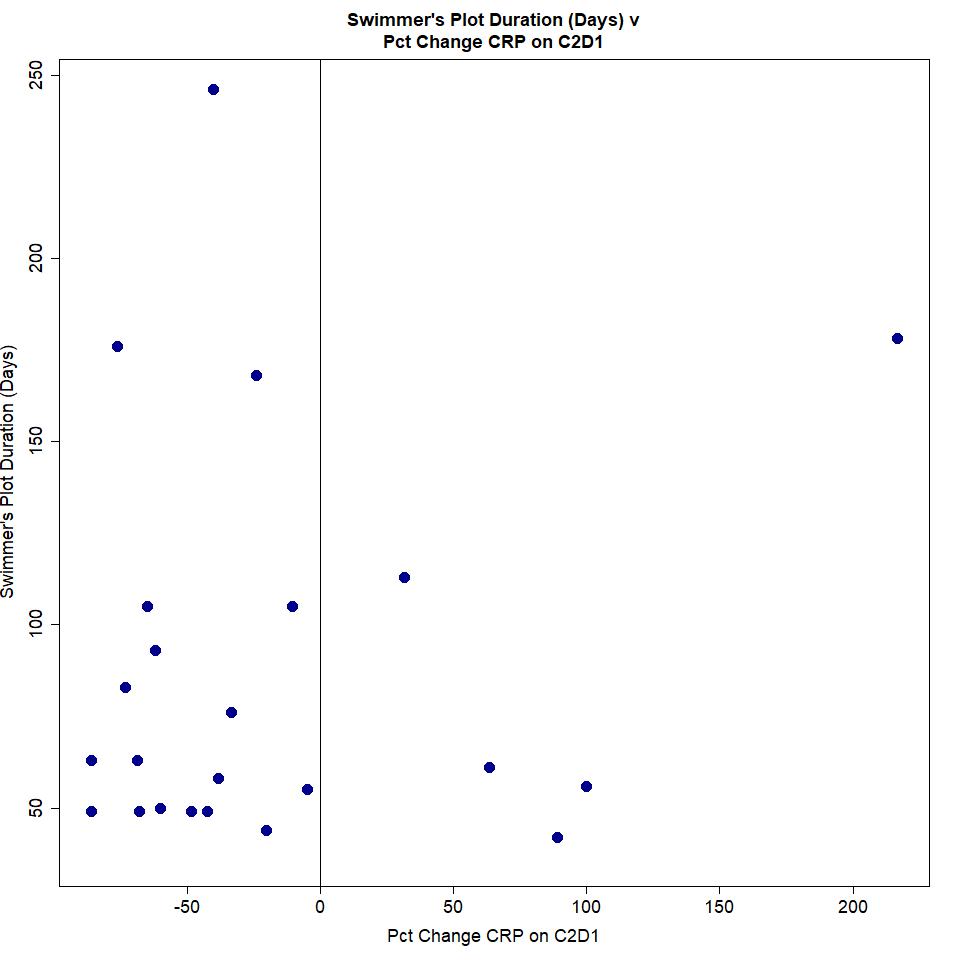 Swimmer's Plot Duration (Days) v
Pct Change CRP on C2D1
Swimmer's Plot Duration (Days)
250
200
150
100
50
-50
0
50
100
150
200
Pct Change CRP on C2D1